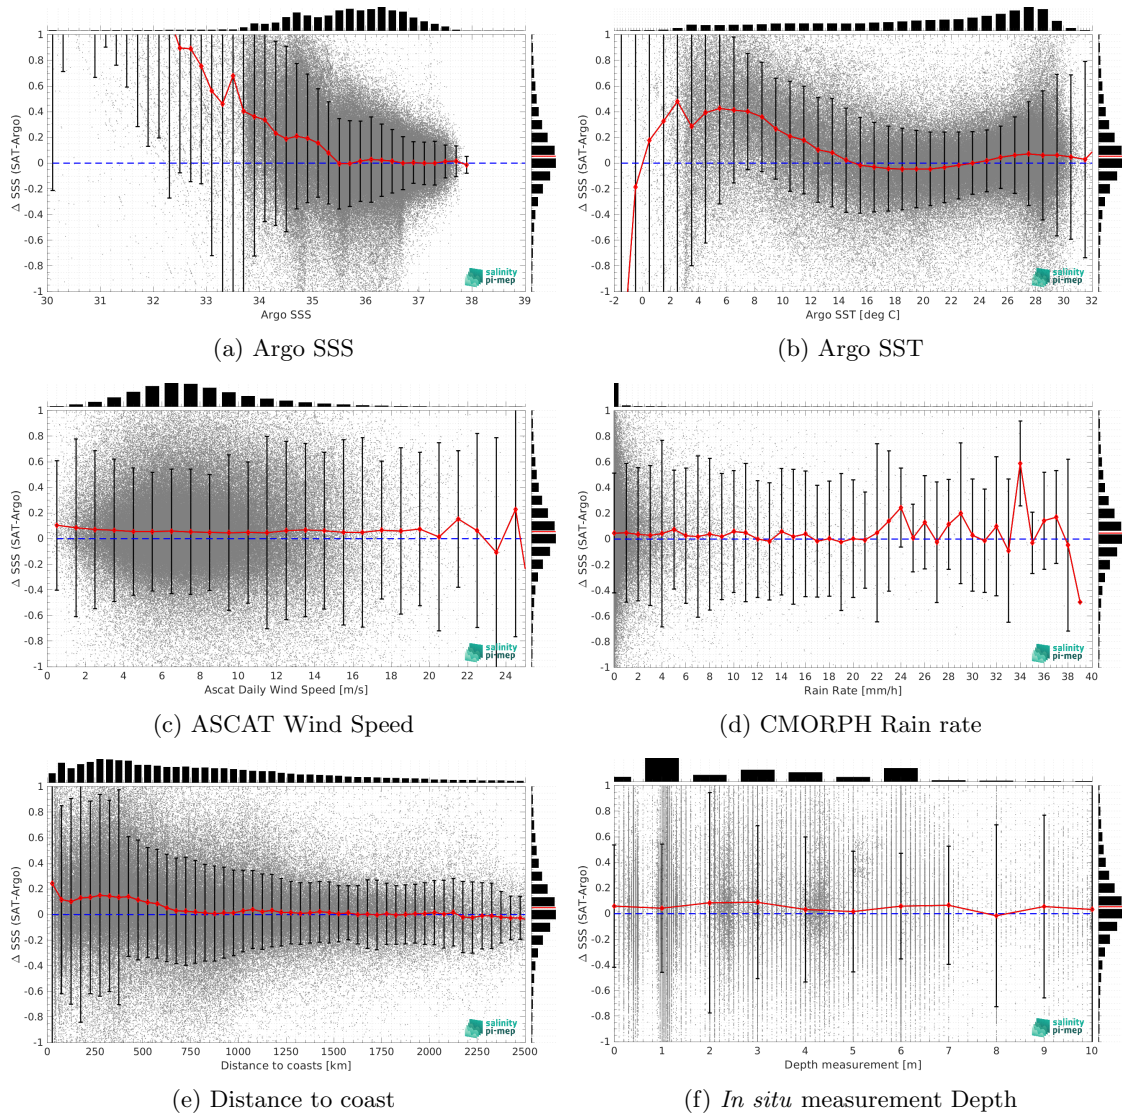 1
0.8
0.6
0.4
0.2
0
-0.2
-0.4
-0.6
-0.8
-1
Δ SSS (SAT-Argo)
30 31 32 33 34 35 36 37 38 39
Argo SSS
salinity
pi-mep
(a) Argo SSS
1
0.8
0.6
0.4
0.2
0
-0.2
-0.4
-0.6
-0.8
-1
Δ SSS (SAT-Argo)
-2 0 2 4 6 8 10 12 14 16 18 20 22 24 26 28 30 32
Argo SST [deg C]
salinity
pi-mep
(b) Argo SST
1
0.8
0.6
0.4
0.2
0
-0.2
-0.4
-0.6
-0.8
-1
Δ SSS (SAT-Argo)
0 2 4 6 8 10 12 14 16 18 20 22 24
Ascat Daily Wind Speed [m/s]
salinity
pi-mep
(c) ASCAT Wind Speed
1
0.8
0.6
0.4
0.2
0
-0.2
-0.4
-0.6
-0.8
-1
Δ SSS (SAT-Argo)
0 2 4 6 8 10 12 14 16 18 20 22 24 26 28 30 32 34 36 38 40
Rain Rate [mm/h]
salinity
pi-mep
(d) CMORPH Rain rate
1
0.8
0.6
0.4
0.2
0
-0.2
-0.4
-0.6
-0.8
-1
Δ SSS (SAT-Argo)
0 250 500 750 1000 1250 1500 1750 2000 2250 2500
Distance to coasts [km]
salinity
pi-mep
(e) Distance to coast
1
0.8
0.6
0.4
0.2
0
-0.2
-0.4
-0.6
-0.8
-1
Δ SSS (SAT-Argo)
0 1 2 3 4 5 6 7 8 9 10
Depth measurement [m]
salinity
pi-mep
(f) In situ measurement Depth